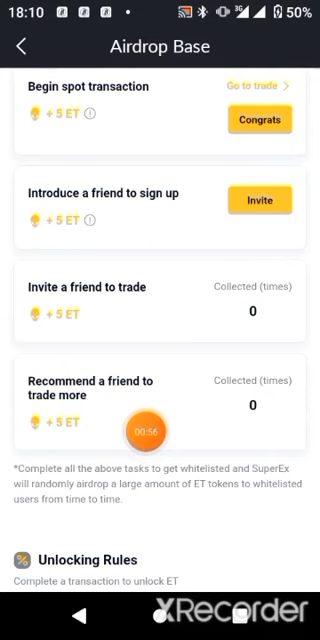 18:10
3G
50%
Airdrop Base
Begin spot transaction
Go to trade >
+ 5 ET
Congrats
Introduce a friend to sign up
+ 5 ET
Invite
Invite a friend to trade
Collected (times)
+ 5 ET
0
Recommend a friend to
trade more
Collected (times)
0
+ 5 ET
00:56
*Complete all the above tasks to get whitelisted and SuperEx
will randomly airdrop a large amount of ET tokens to whitelisted
users from time to time.
Unlocking Rules
Complete a transaction to unlock ET
XRecorder